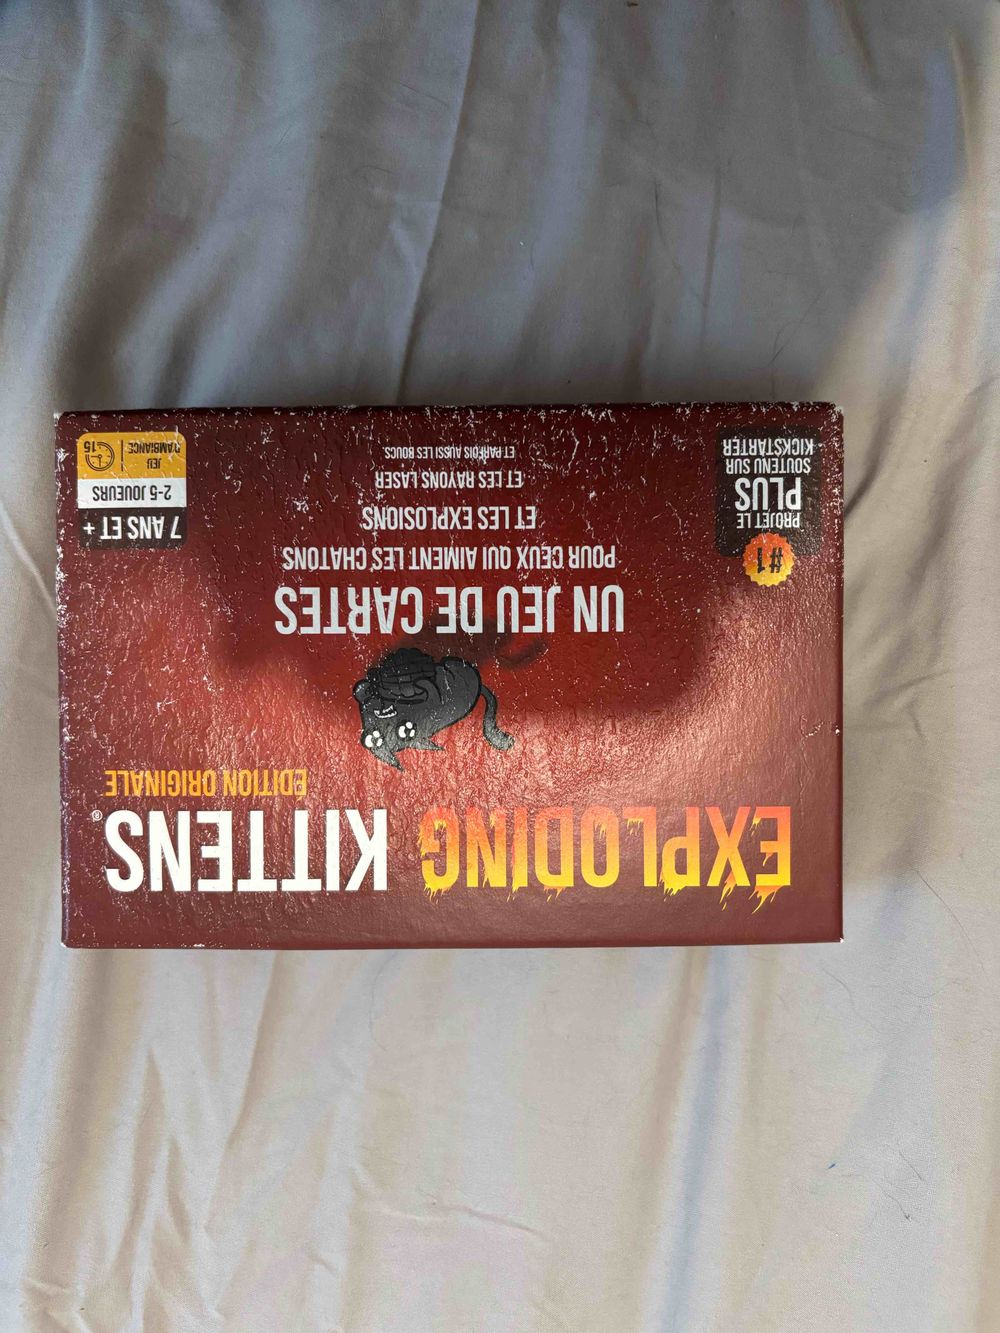 EXPLODING KITTENS®
ÉDITION ORIGINALE
UN JEU DE CARTES
POUR CEUX QUI AIMENT LES CHATONS
ET LES EXPLOSIONS
ET LES RAYONS LASER
ET PARFOIS AUSSI LES BOUCS.
#1
PROJET LE
PLUS
SOUTENU SUR
KICKSTARTER
7 ANS ET +
2-5 JOUEURS
JEU
D'AMBIANCE
15